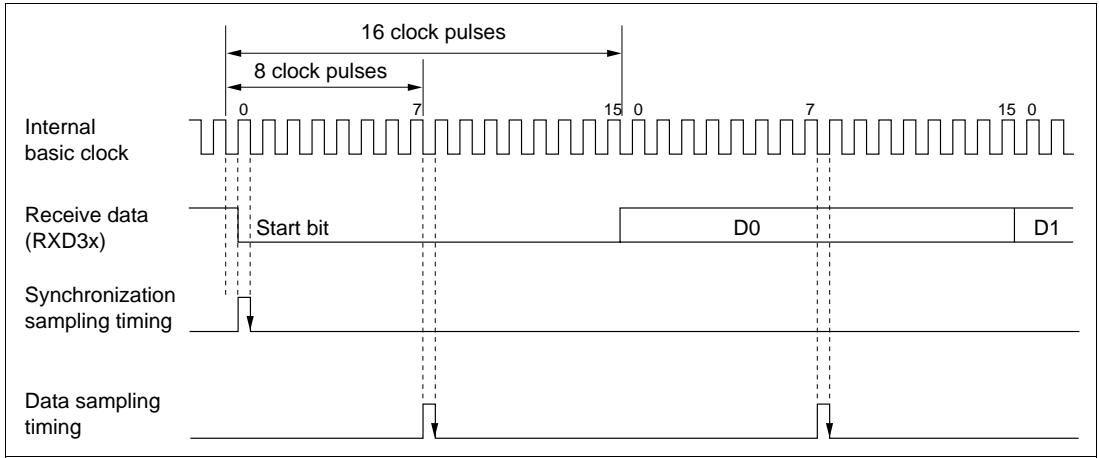 16 clock pulses
8 clock pulses
0 7 15 0 7 15 0
Internal
basic clock
Receive data
(RXD3x)
Start bit D0 D1
Synchronization
sampling timing
Data sampling
timing